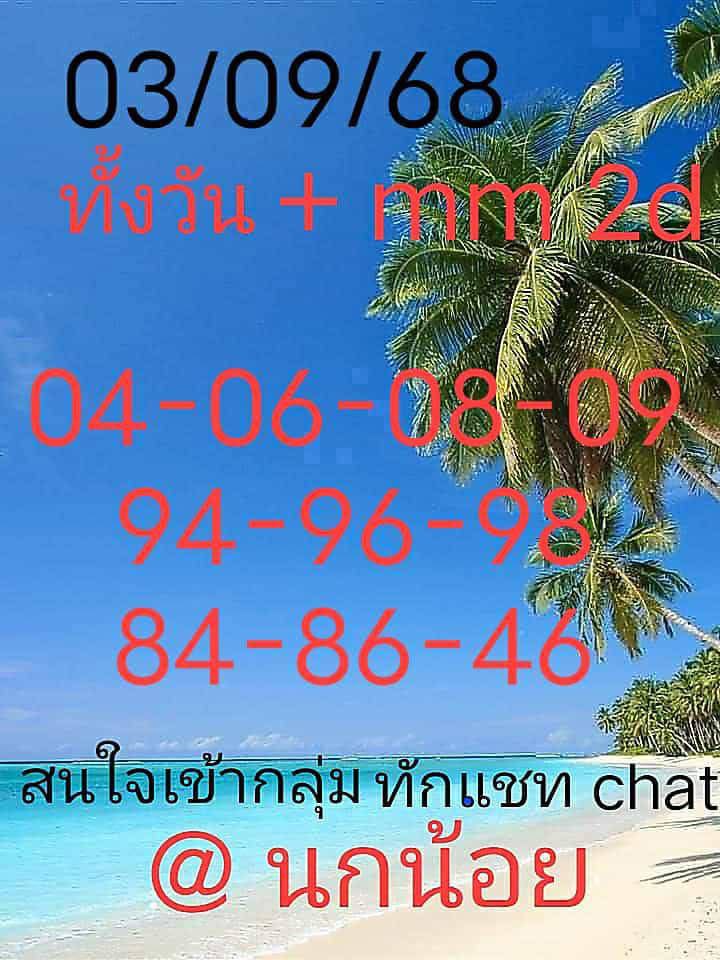 03/09/68
ทั้งวัน + mm 2d
04-06-08-09
94-96-98
84-86-46
สนใจเข้ากลุ่ม ทักแชท chat
@ นกน้อย